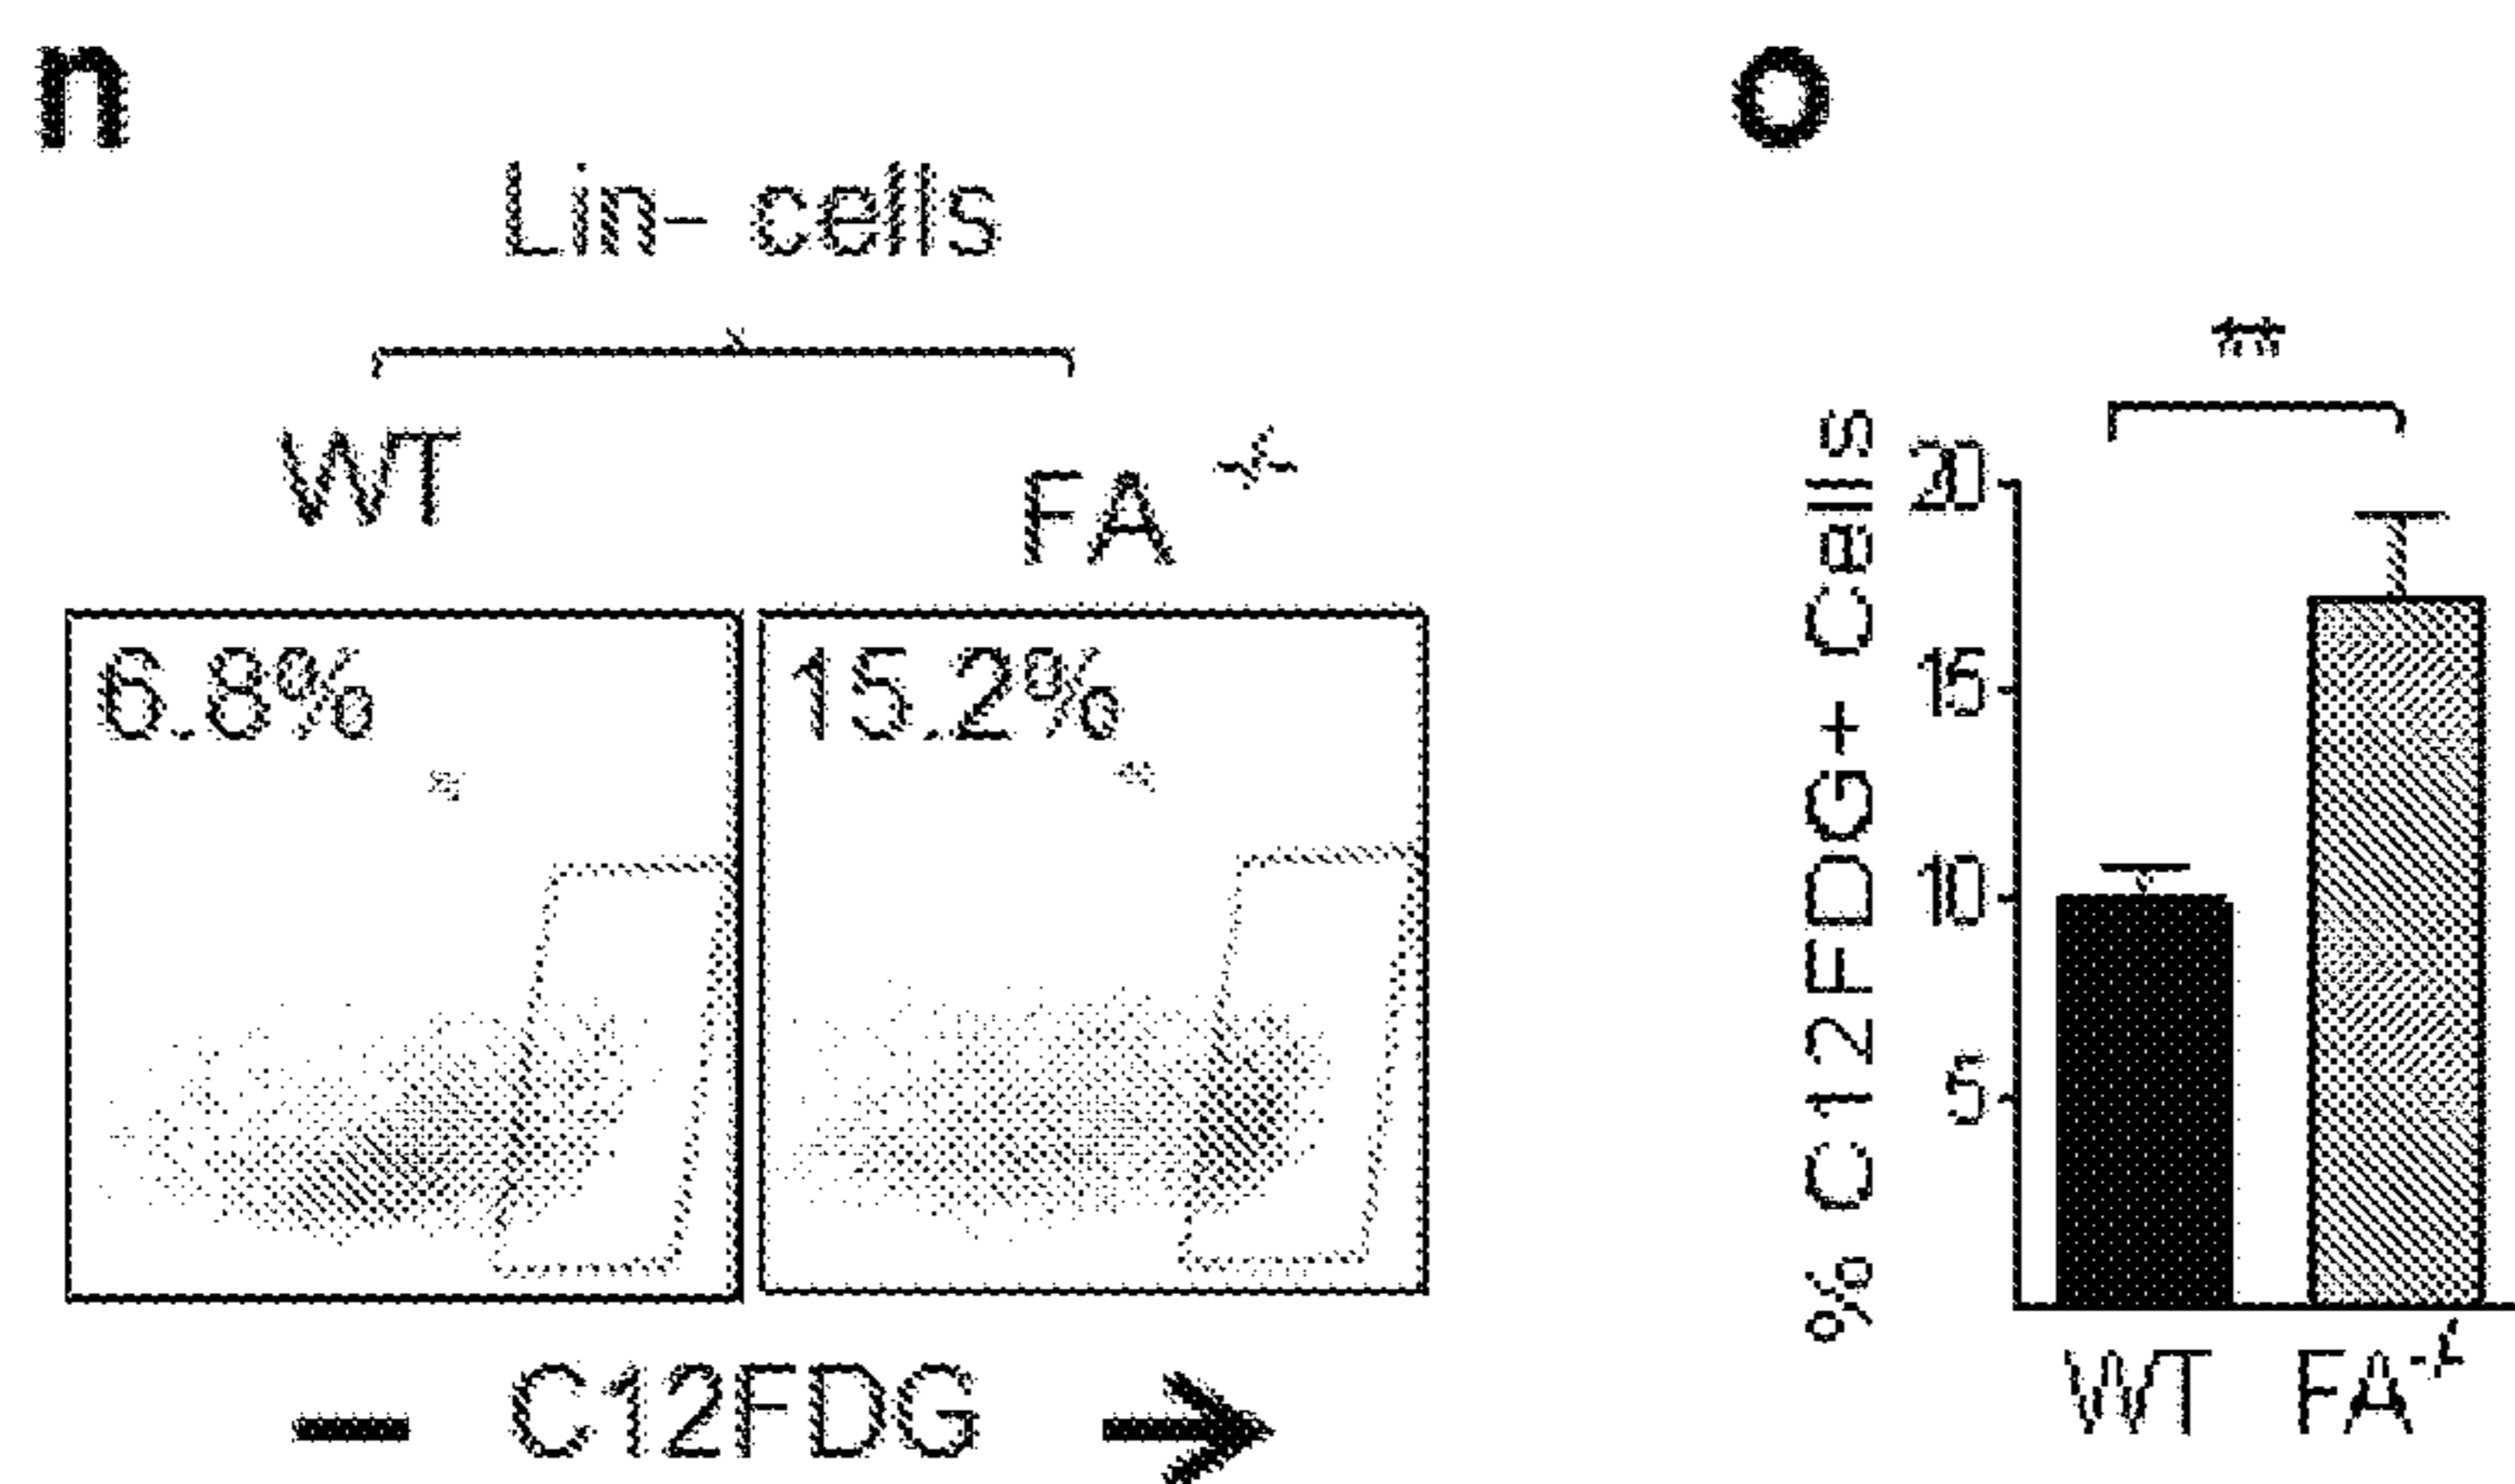 n
Lin- cells
WT
FA -/-
6.8%
15.2%
— C12FDG →
o
**
% C12FDG+ Cells
20
15
10
5
WT
FA-/-